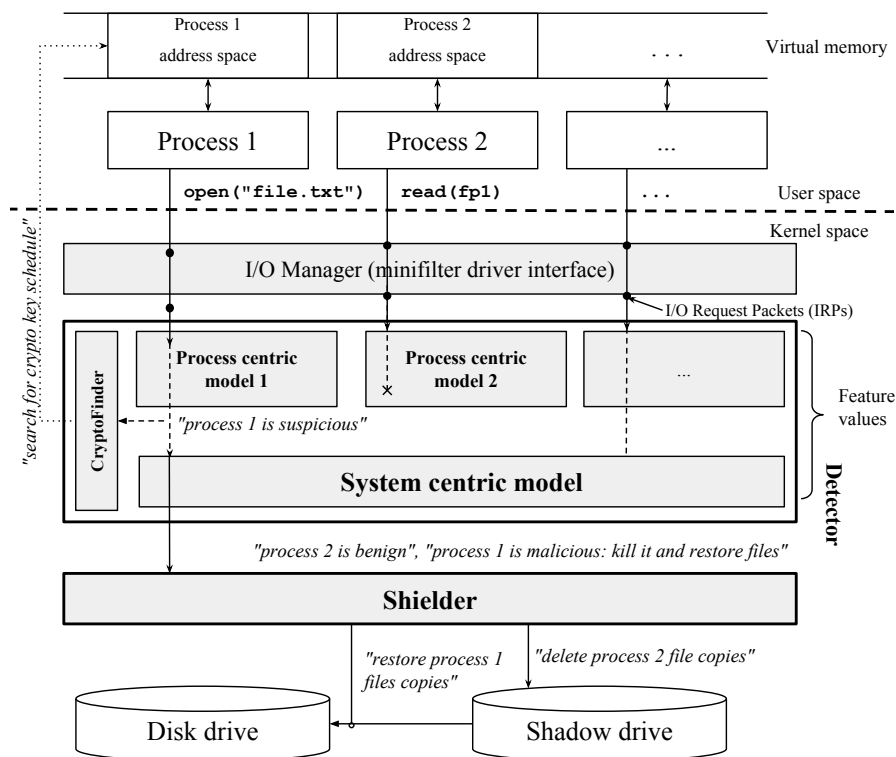 Process 1
address space
Process 2
address space
. . .
Virtual memory
Process 1
Process 2
...
open("file.txt")
read(fp1)
...
User space
Kernel space
"search for crypto key schedule"
I/O Manager (minifilter driver interface)
I/O Request Packets (IRPs)
CryptoFinder
Process centric
model 1
Process centric
model 2
...
Feature
values
"process 1 is suspicious"
System centric model
Detector
"process 2 is benign", "process 1 is malicious: kill it and restore files"
Shielder
"restore process 1
files copies"
"delete process 2 file copies"
Disk drive
Shadow drive